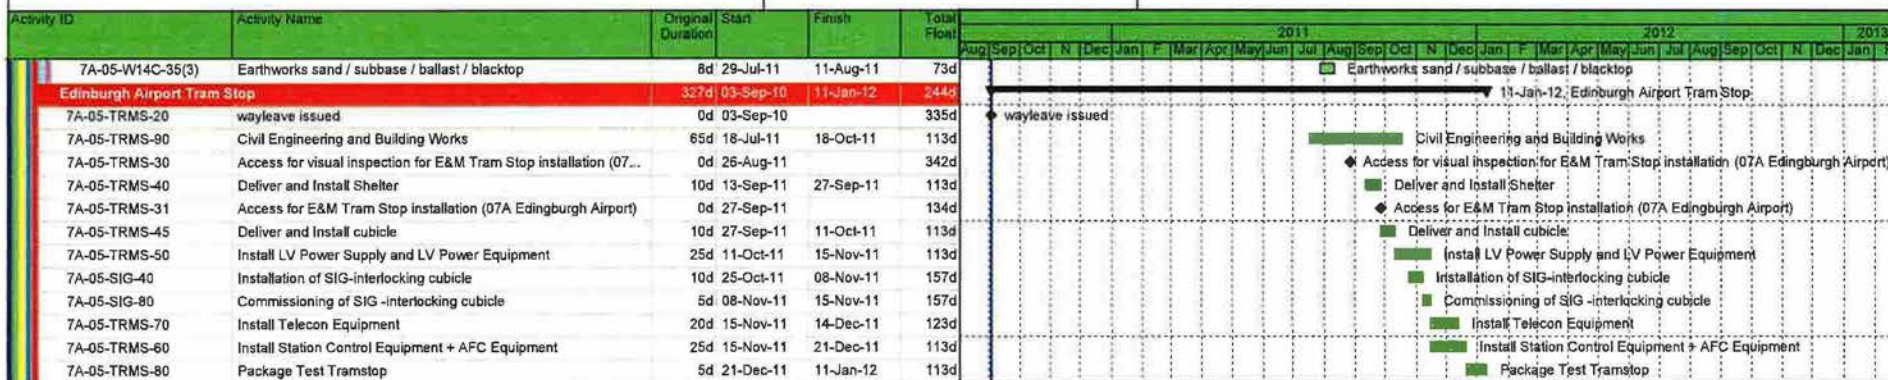 Activity ID Activity Name Original Duration Start Finish Total Float
2011 2012 2013
Aug Sep Oct N Dec Jan F Mar Apr May Jun Jul Aug Sep Oct N Dec Jan F Mar Apr May Jun Jul Aug Sep Oct N Dec Jan
7A-05-W14C-35(3) Earthworks sand / subbase / ballast / blacktop 8d 29-Jul-11 11-Aug-11 73d Earthworks sand / subbase / ballast / blacktop
Edinburgh Airport Tram Stop 327d 03-Sep-10 11-Jan-12 244d 11-Jan-12, Edinburgh Airport Tram Stop
7A-05-TRMS-20 wayleave issued 0d 03-Sep-10 335d wayleave issued
7A-05-TRMS-90 Civil Engineering and Building Works 65d 18-Jul-11 18-Oct-11 113d Civil Engineering and Building Works
7A-05-TRMS-30 Access for visual inspection for E&M Tram Stop installation (07... 0d 26-Aug-11 342d Access for visual inspection for E&M Tram Stop installation (07A Edingburgh Airport)
7A-05-TRMS-40 Deliver and Install Shelter 10d 13-Sep-11 27-Sep-11 113d Deliver and Install Shelter
7A-05-TRMS-31 Access for E&M Tram Stop installation (07A Edingburgh Airport) 0d 27-Sep-11 134d Access for E&M Tram Stop installation (07A Edingburgh Airport)
7A-05-TRMS-45 Deliver and Install cubicle 10d 27-Sep-11 11-Oct-11 113d Deliver and Install cubicle
7A-05-TRMS-50 Install LV Power Supply and LV Power Equipment 25d 11-Oct-11 15-Nov-11 113d Install LV Power Supply and LV Power Equipment
7A-05-SIG-40 Installation of SIG-interlocking cubicle 10d 25-Oct-11 08-Nov-11 157d Installation of SIG-interlocking cubicle
7A-05-SIG-80 Commissioning of SIG -interlocking cubicle 5d 08-Nov-11 15-Nov-11 157d Commissioning of SIG -interlocking cubicle
7A-05-TRMS-70 Install Telecon Equipment 20d 15-Nov-11 14-Dec-11 123d Install Telecon Equipment
7A-05-TRMS-60 Install Station Control Equipment + AFC Equipment 25d 15-Nov-11 21-Dec-11 113d Install Station Control Equipment + AFC Equipment
7A-05-TRMS-80 Package Test Tramstop 5d 21-Dec-11 11-Jan-12 113d Package Test Tramstop